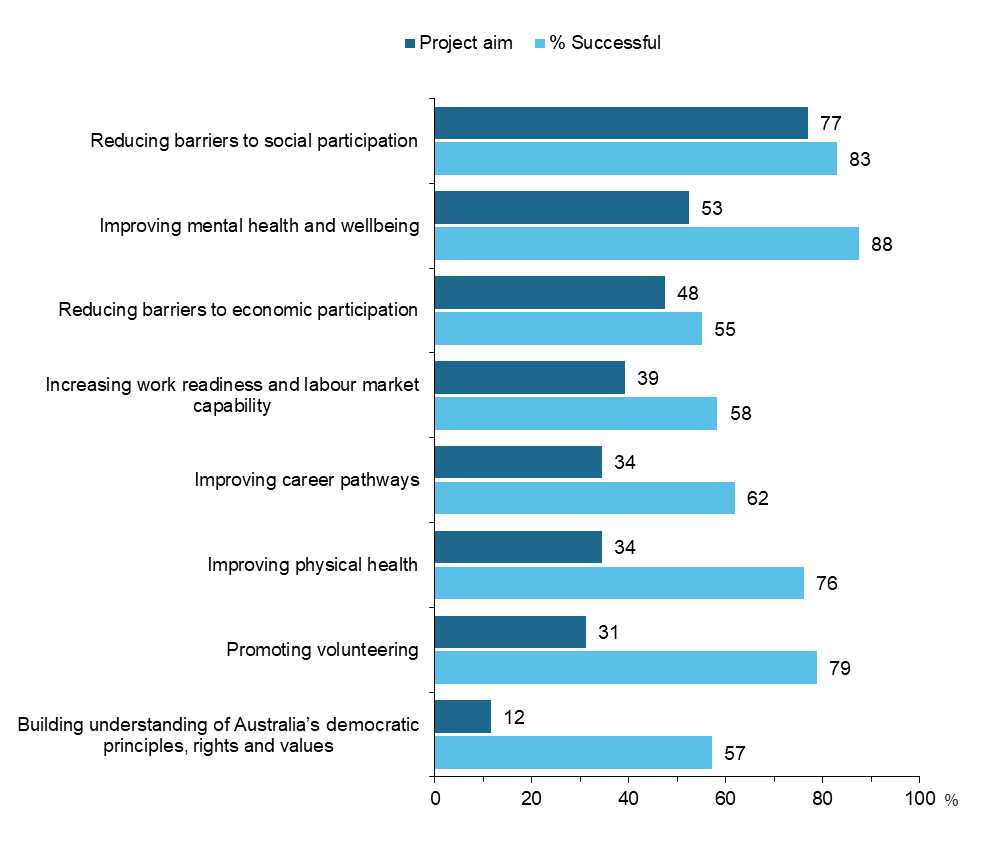 Project aim % Successful
Reducing barriers to social participation
77
83
Improving mental health and wellbeing
53
88
Reducing barriers to economic participation
48
55
Increasing work readiness and labour market
capability
39
58
Improving career pathways
34
62
Improving physical health
34
76
Promoting volunteering
31
79
Building understanding of Australia’s democratic
principles, rights and values
12
57
0 20 40 60 80 100 %